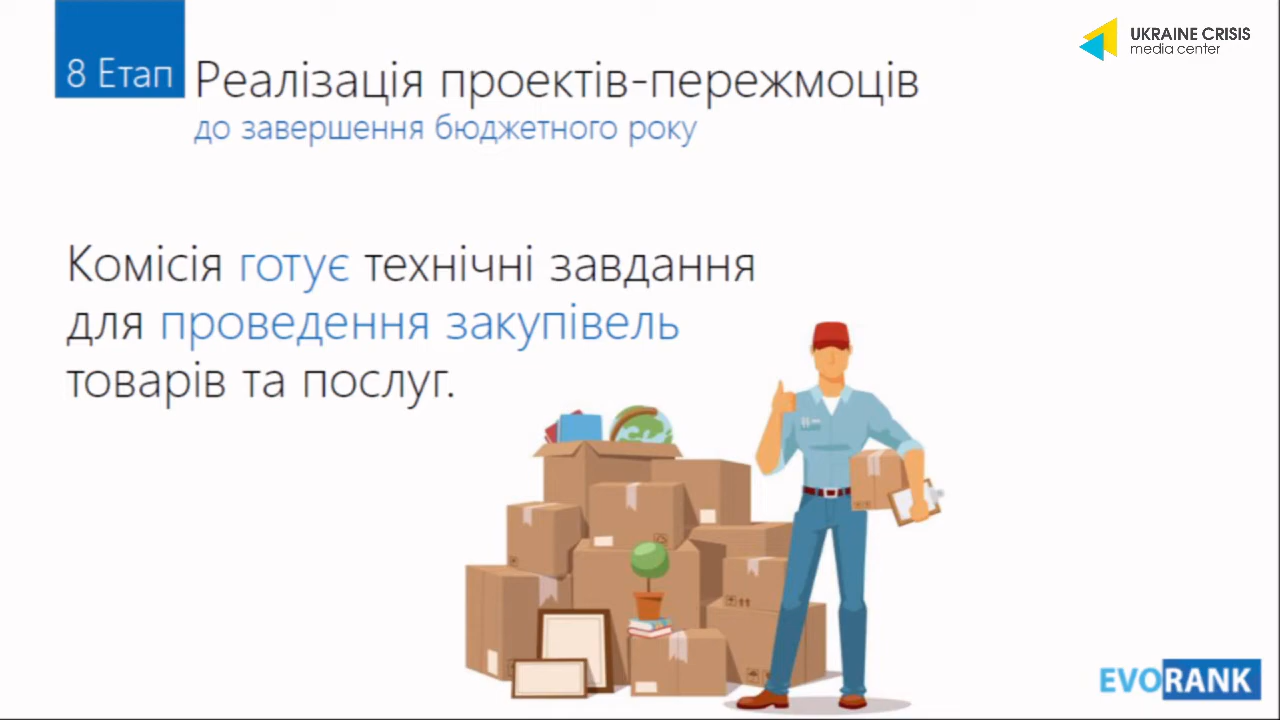 8 Етап
Реалізація проектів-пережмоців
до завершення бюджетного року
UKRAINE CRISIS
media center
Комісія готує технічні завдання
для проведення закупівель
товарів та послуг.
EVORANK